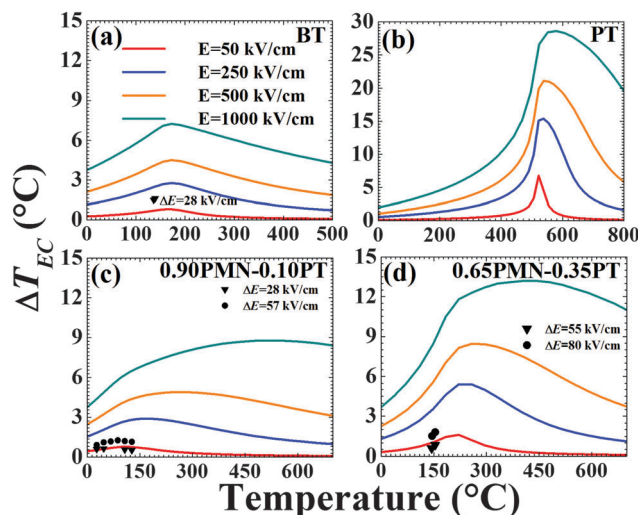 (a) BT
E=50 kV/cm
E=250 kV/cm
E=500 kV/cm
E=1000 kV/cm
ΔE=28 kV/cm
15
12
9
6
3
0
0 100 200 300 400 500
(b) PT
30
25
20
15
10
5
0
0 200 400 600 800
ΔT_EC (°C)
(c) 0.90PMN-0.10PT
ΔE=28 kV/cm
ΔE=57 kV/cm
15
12
9
6
3
0
0 150 300 450 600
(d) 0.65PMN-0.35PT
ΔE=55 kV/cm
ΔE=80 kV/cm
15
12
9
6
3
0
0 150 300 450 600
Temperature (°C)